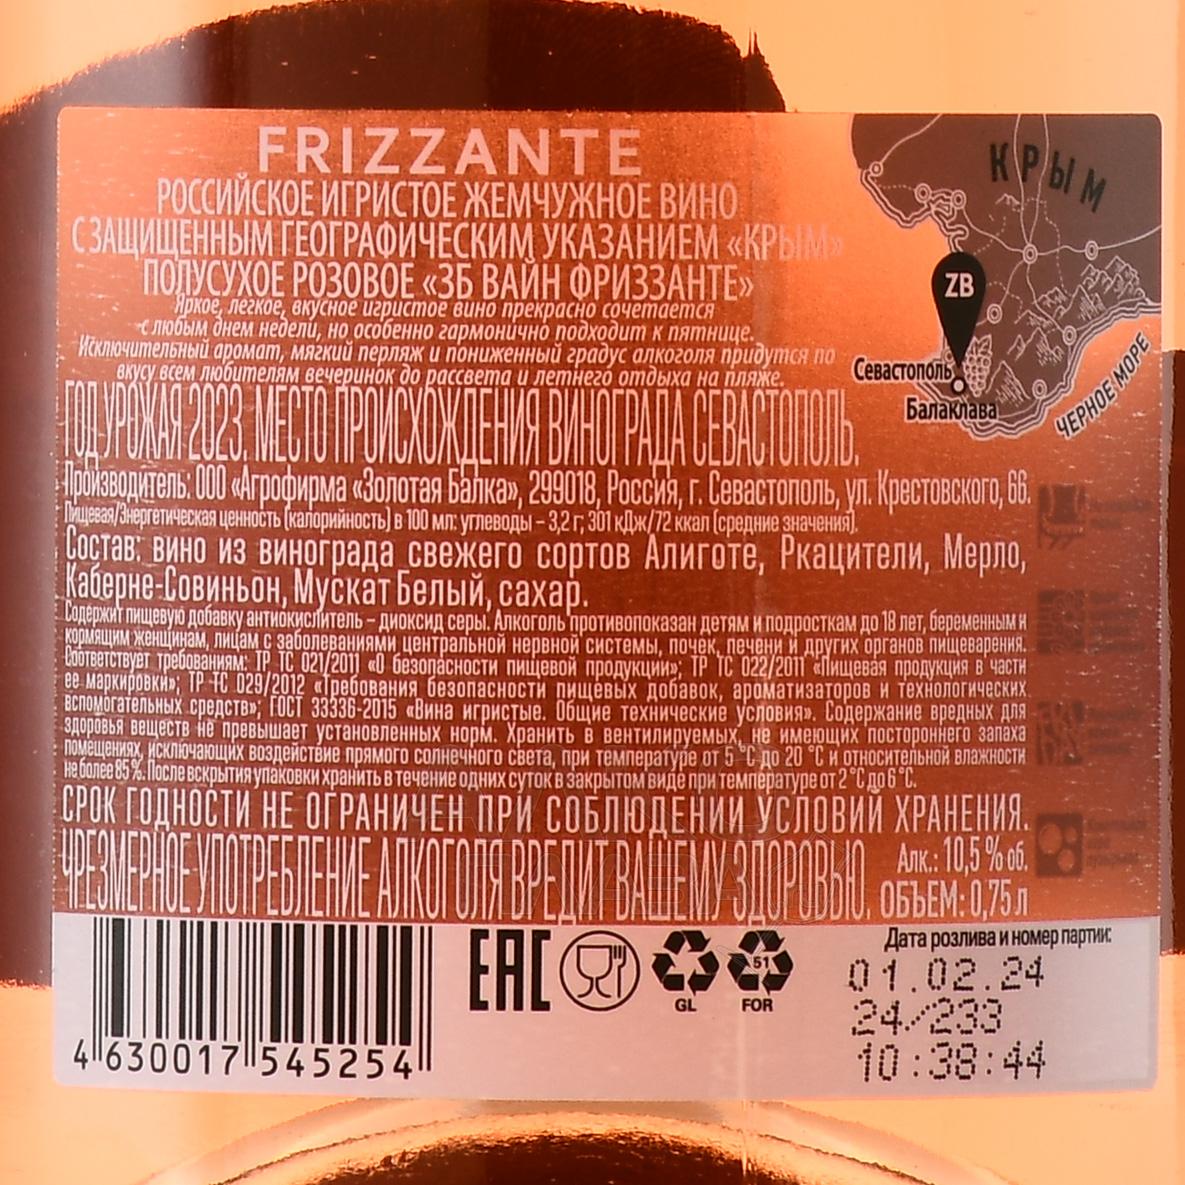 FRIZZANTE
РОССИЙСКОЕ ИГРИСТОЕ ЖЕМЧУЖНОЕ ВИНО
С ЗАЩИЩЕННЫМ ГЕОГРАФИЧЕСКИМ УКАЗАНИЕМ «КРЫМ»
ПОЛУСУХОЕ РОЗОВОЕ «ЗБ ВАЙН ФРИЗЗАНТЕ»
Яркое, легкое, вкусное игристое вино прекрасно сочетается
с любым днем недели, но особенно гармонично подходит к пятнице.
Исключительный аромат, мягкий перляж и пониженный градус алкоголя придутся по
вкусу всем любителям вечеринок до рассвета и летнего отдыха на пляже.
КРЫМ
ZB
Севастополь
Балаклава
ЧЕРНОЕ МОРЕ
ГОД УРОЖАЯ 2023. МЕСТО ПРОИСХОЖДЕНИЯ ВИНОГРАДА СЕВАСТОПОЛЬ.
Производитель: ООО «Агрофирма «Золотая Балка», 299018, Россия, г. Севастополь, ул. Крестовского, 66.
Пищевая/Энергетическая ценность (калорийность) в 100 мл: углеводы – 3,2 г; 301 кДж/72 ккал (средние значения).
Состав: вино из винограда свежего сортов Алиготе, Ркацители, Мерло,
Каберне-Совиньон, Мускат Белый, сахар.
Содержит пищевую добавку антиокислитель – диоксид серы. Алкоголь противопоказан детям и подросткам до 18 лет, беременным и
кормящим женщинам, лицам с заболеваниями центральной нервной системы, почек, печени и других органов пищеварения.
Соответствует требованиям: ТР ТС 021/2011 «О безопасности пищевой продукции»; ТР ТС 022/2011 «Пищевая продукция в части
ее маркировки»; ТР ТС 029/2012 «Требования безопасности пищевых добавок, ароматизаторов и технологических
вспомогательных средств»; ГОСТ 33336-2015 «Вина игристые. Общие технические условия». Содержание вредных для
здоровья веществ не превышает установленных норм. Хранить в вентилируемых, не имеющих постороннего запаха
помещениях, исключающих воздействие прямого солнечного света, при температуре от 5 °С до 20 °С и относительной влажности
не более 85 %. После вскрытия упаковки хранить в течение одних суток в закрытом виде при температуре от 2 °С до 6 °С.
СРОК ГОДНОСТИ НЕ ОГРАНИЧЕН ПРИ СОБЛЮДЕНИИ УСЛОВИЙ ХРАНЕНИЯ.
ЧРЕЗМЕРНОЕ УПОТРЕБЛЕНИЕ АЛКОГОЛЯ ВРЕДИТ ВАШЕМУ ЗДОРОВЬЮ.
Алк.: 10,5 % об.
ОБЪЕМ: 0,75 л
4 630017 545254
EAC
GL
51
FOR
Дата розлива и номер партии:
01.02.24
24/233
10:38:44